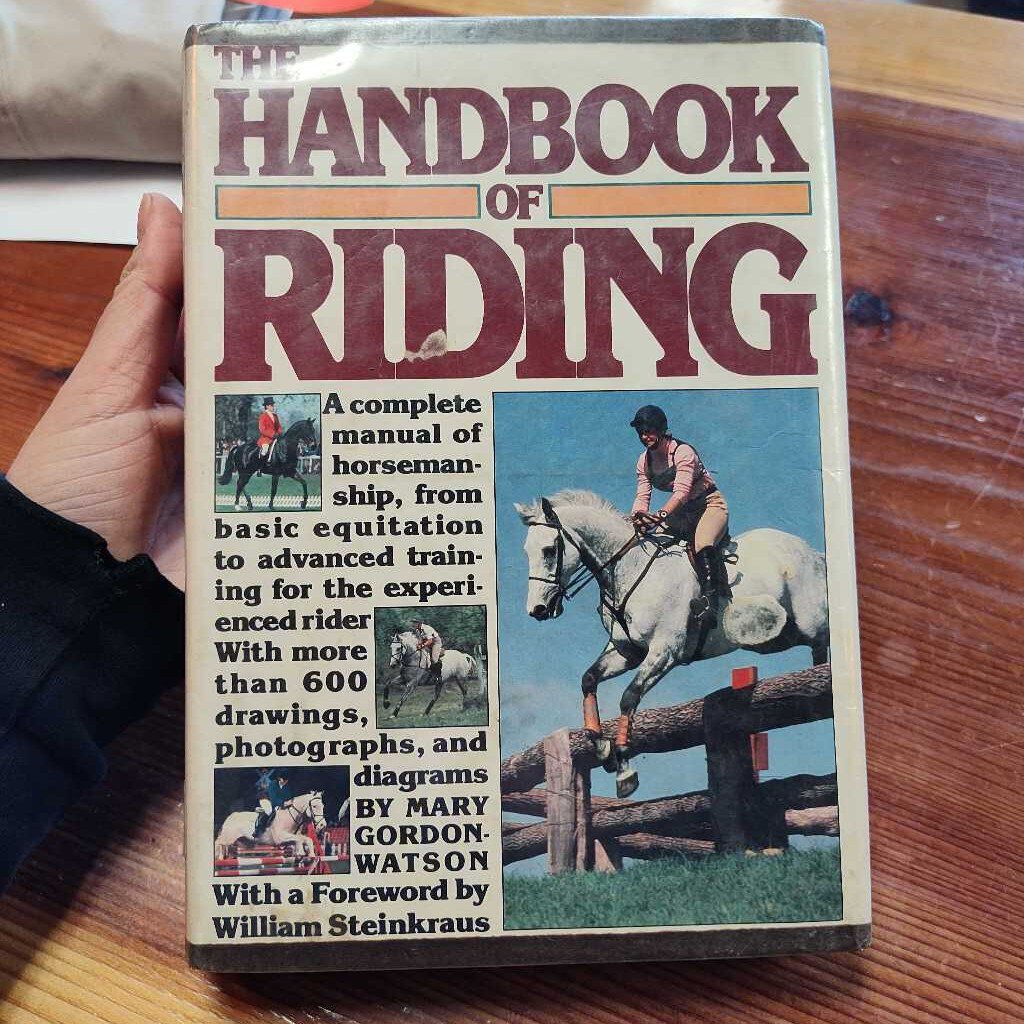 THE
HANDBOOK
OF
RIDING
A complete
manual of
horseman-
ship, from
basic equitation
to advanced train-
ing for the experi-
enced rider
With more
than 600
drawings,
photographs, and
diagrams
BY MARY
GORDON-
WATSON
With a Foreword by
William Steinkraus